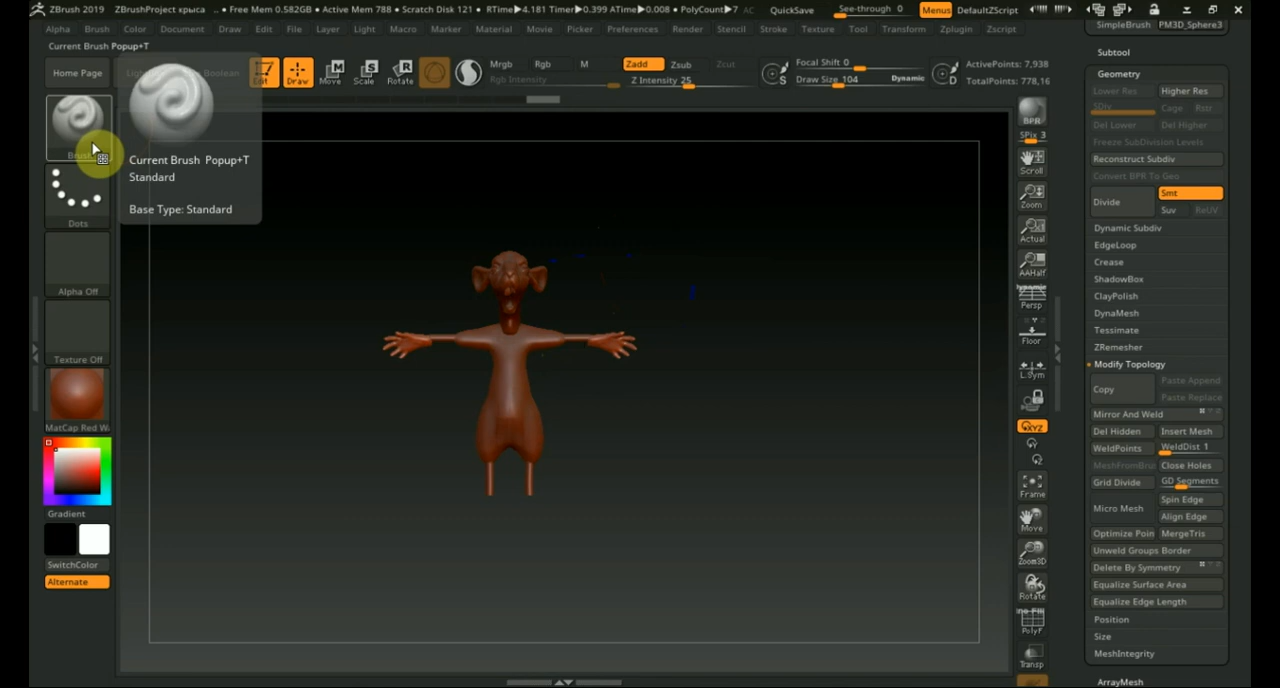 ZBrush 2019 ZBrushProject крыса .. • Free Mem 0.582GB • Active Mem 788 • Scratch Disk 121 • RTime▶4.181 Timer▶0.399 ATime▶0.008 • PolyCount▶7 AC QuickSave See-through 0 Menus DefaultZScript
Alpha Brush Color Document Draw Edit File Layer Light Macro Marker Material Movie Picker Preferences Render Stencil Stroke Texture Tool Transform Zplugin Zscript
SimpleBrush PM3D_Sphere3
Current Brush Popup+T
Home Page
Edit Draw Move Scale Rotate
Mrgb Rgb M Zadd Zsub Zcut
Rgb Intensity Z Intensity 25
Focal Shift 0
Draw Size 104 Dynamic
ActivePoints: 7,938
TotalPoints: 778,16
Current Brush Popup+T
Standard
Base Type: Standard
Dots
Alpha Off
Texture Off
MatCap Red W
Gradient
SwitchColor
Alternate
BPR
SPix 3
Scroll
Zoom
Actual
AAHalf
Dynamic
Persp
Floor
L.Sym
XYZ
Frame
Move
Zoom3D
Rotate
PolyF
Transp
Subtool
Geometry
Lower Res Higher Res
SDiv Cage Rstr
Del Lower Del Higher
Freeze SubDivision Levels
Reconstruct Subdiv
Convert BPR To Geo
Divide Smt
Suv ReUV
Dynamic Subdiv
EdgeLoop
Crease
ShadowBox
ClayPolish
DynaMesh
Tessimate
ZRemesher
Modify Topology
Copy Paste Append
Paste Replace
Mirror And Weld
Del Hidden Insert Mesh
WeldPoints WeldDist 1
MeshFromBru Close Holes
Grid Divide GD Segments
Micro Mesh Spin Edge
Align Edge
Optimize Poin MergeTris
Unweld Groups Border
Delete By Symmetry
Equalize Surface Area
Equalize Edge Length
Position
Size
MeshIntegrity
ArrayMesh